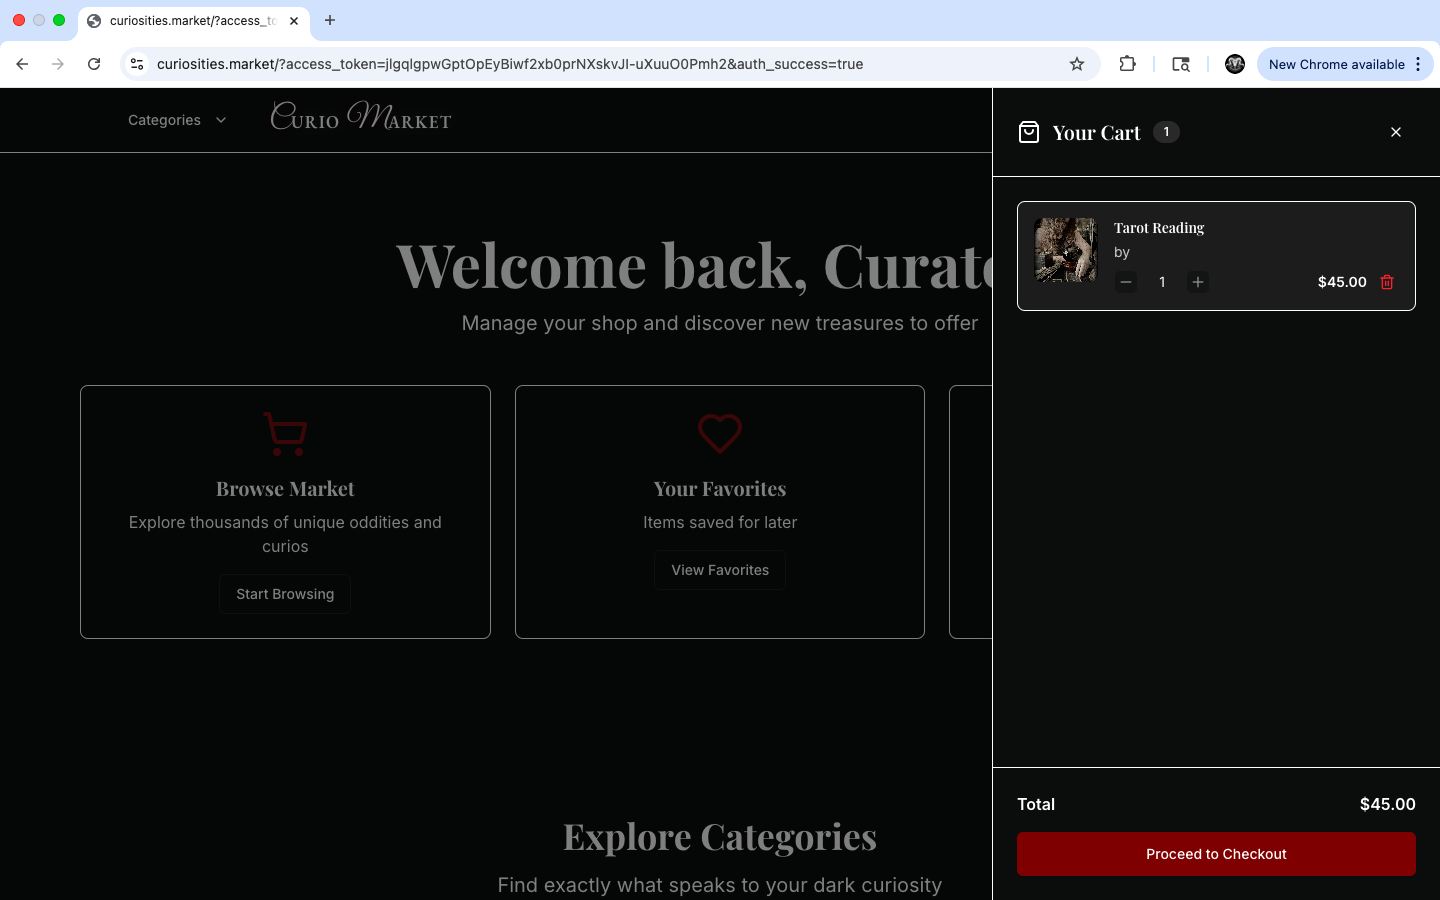 curiosities.market/?access_to
curiosities.market/?access_token=jlgqlgpwGptOpEyBiwf2xb0prNXskvJl-uXuuO0Pmh2&auth_success=true
New Chrome available
Categories
Curio Market
Your Cart 1
Tarot Reading
by
1
$45.00
Welcome back, Curato
Manage your shop and discover new treasures to offer
Browse Market
Explore thousands of unique oddities and
curios
Start Browsing
Your Favorites
Items saved for later
View Favorites
Explore Categories
Find exactly what speaks to your dark curiosity
Total $45.00
Proceed to Checkout